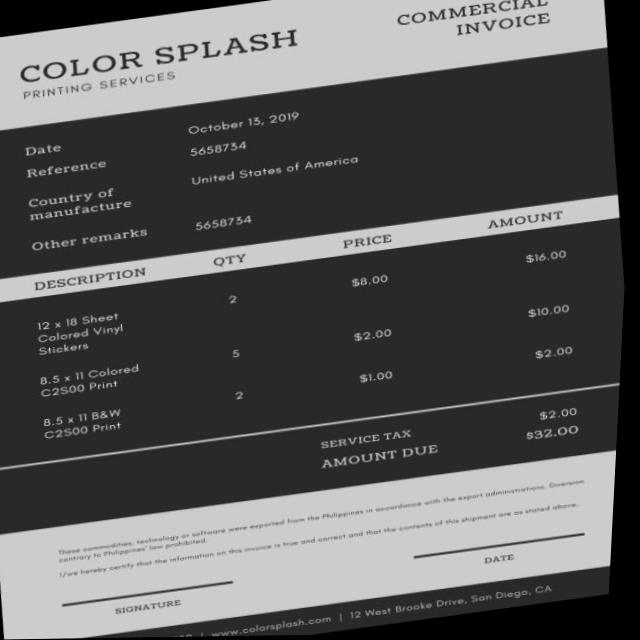 COLOR SPLASH
PRINTING SERVICES
COMMERCIAL
INVOICE
Date October 13, 2019
Reference 5658734
Country of
manufacture United States of America
Other remarks 5658734
DESCRIPTION QTY PRICE AMOUNT
12 x 18 Sheet 2 $8.00 $16.00
Colored Vinyl
Stickers
8.5 x 11 Colored 5 $2.00 $10.00
C2S00 Print
8.5 x 11 B&W 2 $1.00 $2.00
C2S00 Print
SERVICE TAX $2.00
AMOUNT DUE $32.00
These commodities, technology or software were exported from the Philippines in accordance with the export administrations. Diversion
contrary to Philippines' law prohibited.
I/we hereby certify that the information on this invoice is true and correct and that the contents of this shipment are as stated above.
SIGNATURE
DATE
| www.colorsplash.com | 12 West Brooke Drive, San Diego, CA